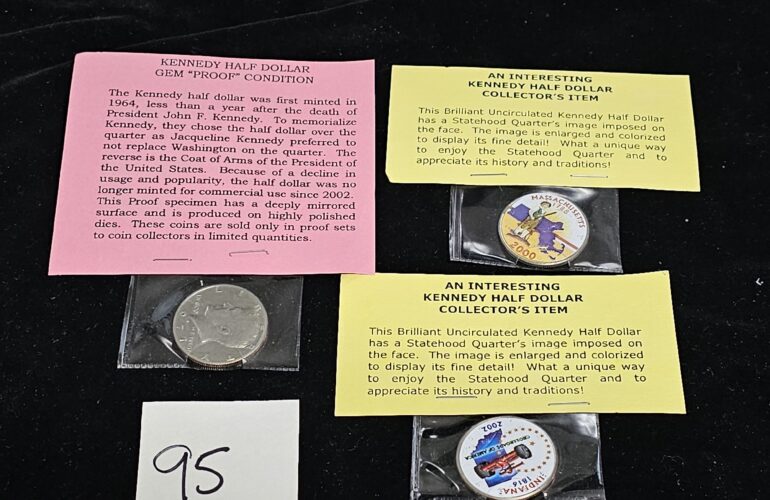 KENNEDY HALF DOLLAR
GEM "PROOF" CONDITION
The Kennedy half dollar was first minted in
1964, less than a year after the death of
President John F. Kennedy. To memorialize
Kennedy, they chose the half dollar over the
quarter as Jacqueline Kennedy preferred to
not replace Washington on the quarter. The
reverse is the Coat of Arms of the President of
the United States. Because of a decline in
usage and popularity, the half dollar was no
longer minted for commercial use since 2002.
This Proof specimen has a deeply mirrored
surface and is produced on highly polished
dies. These coins are sold only in proof sets
to coin collectors in limited quantities.
AN INTERESTING
KENNEDY HALF DOLLAR
COLLECTOR'S ITEM
This Brilliant Uncirculated Kennedy Half Dollar
has a Statehood Quarter's image imposed on
the face. The image is enlarged and colorized
to display its fine detail! What a unique way
to enjoy the Statehood Quarter and to
appreciate its history and traditions!
MASSACHUSETTS
1788
2000
AN INTERESTING
KENNEDY HALF DOLLAR
COLLECTOR'S ITEM
This Brilliant Uncirculated Kennedy Half Dollar
has a Statehood Quarter's image imposed on
the face. The image is enlarged and colorized
to display its fine detail! What a unique way
to enjoy the Statehood Quarter and to
appreciate its history and traditions!
INDIANA
1816
CROSSROADS OF AMERICA
2002
95